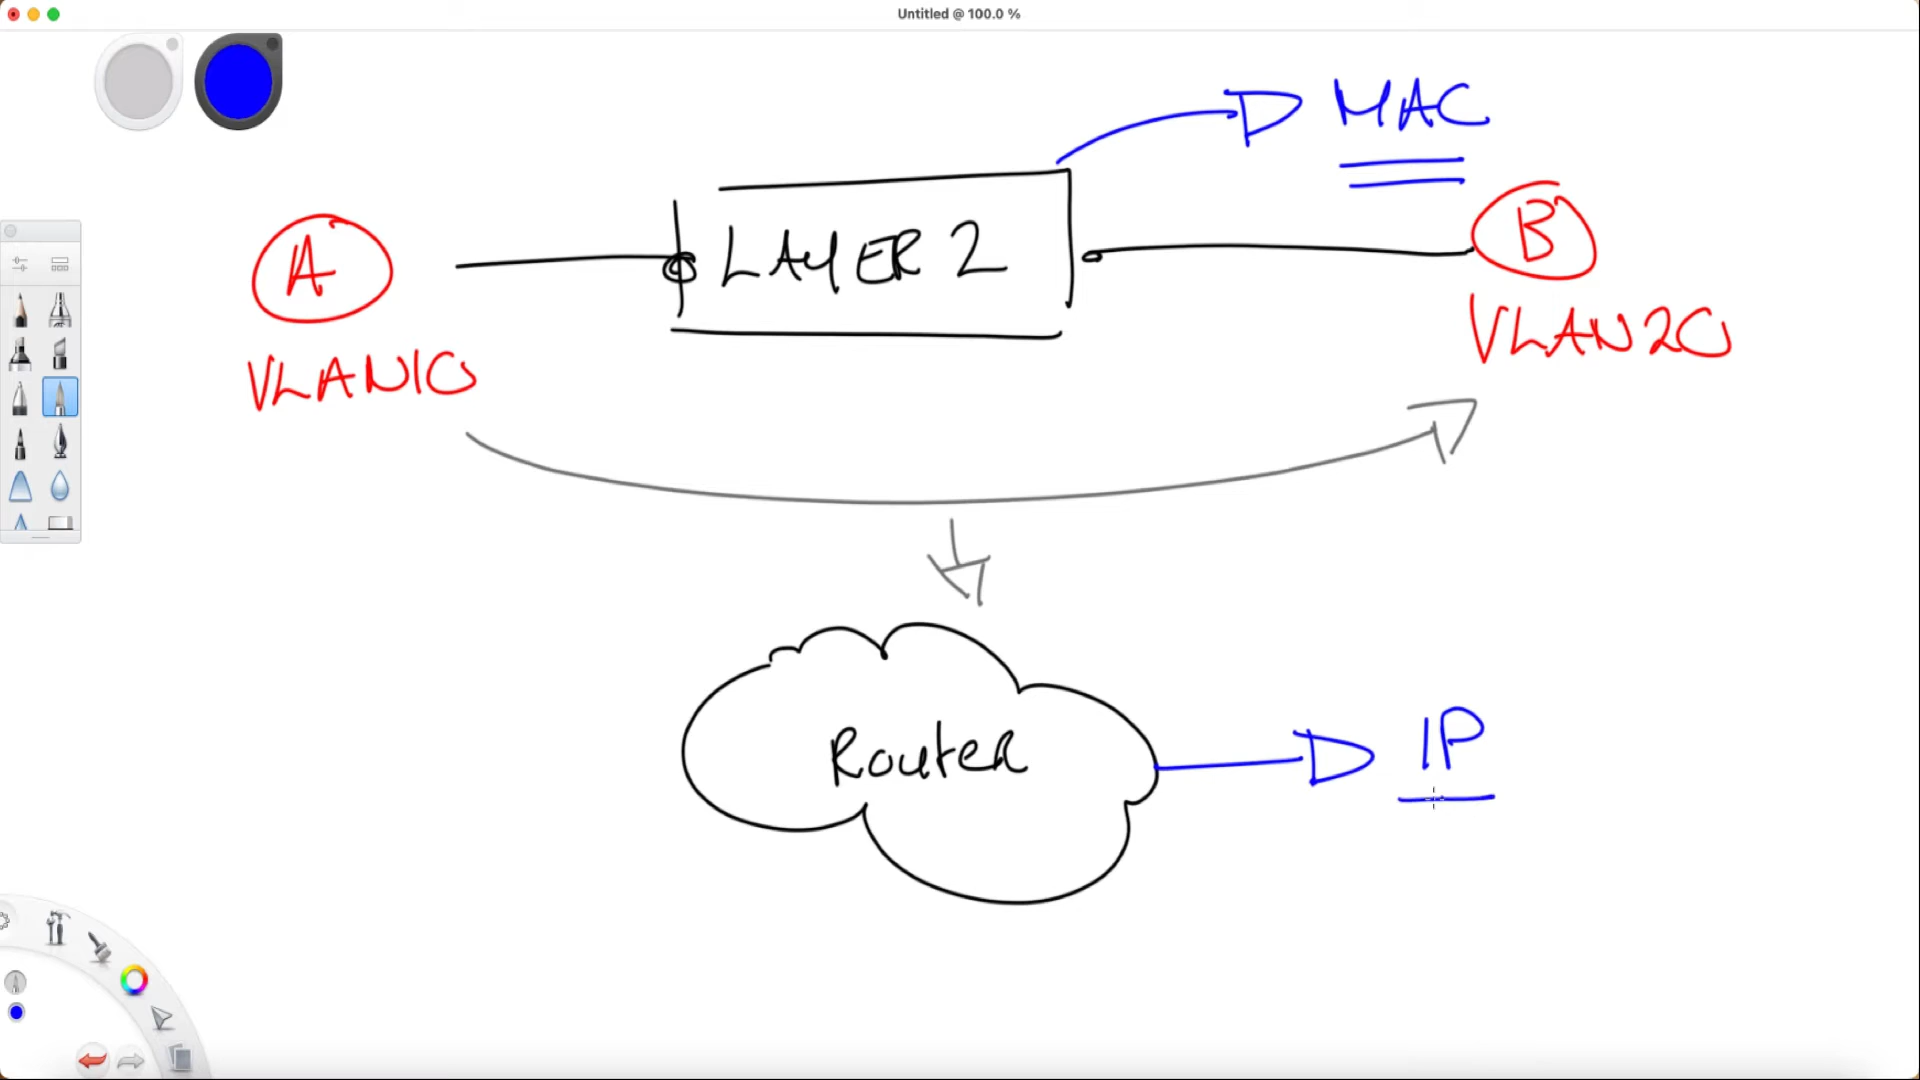 Untitled @ 100.0 %
MAC
A
LAYER 2
B
VLAN10
VLAN20
Router
IP